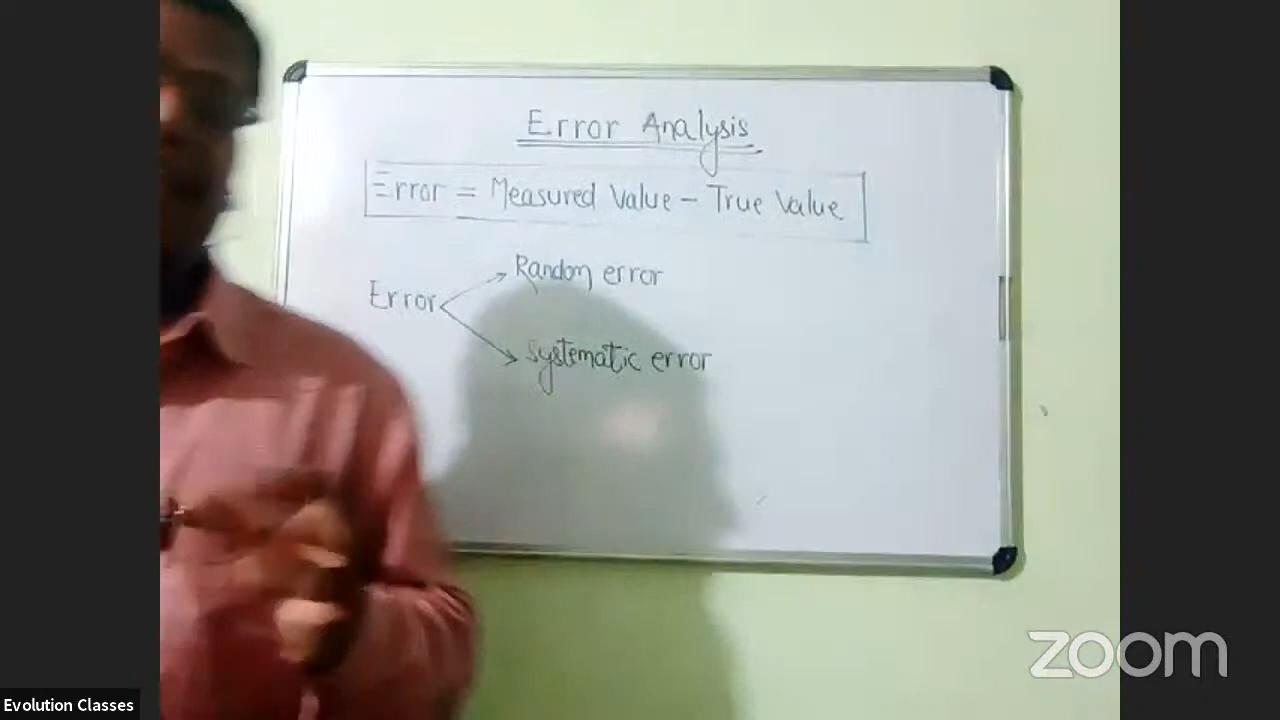 Error Analysis
Error = Measured Value - True Value
Random error
Error
systematic error
zoom
Evolution Classes